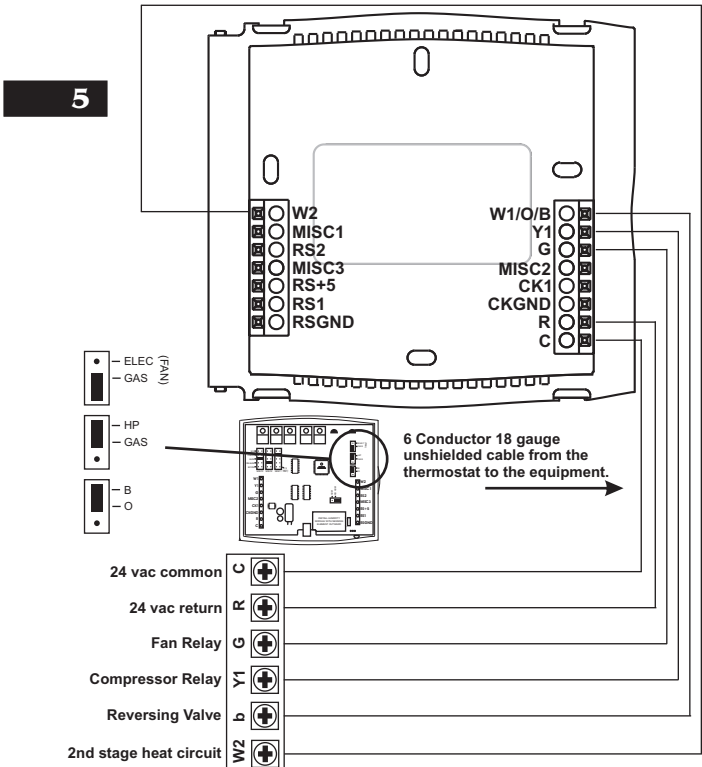 5
W2
MISC1
RS2
MISC3
RS+5
RS1
RSGND
W1/O/B
Y1
G
MISC2
CK1
CKGND
R
C
ELEC (FAN)
GAS
HP
GAS
B
O
6 Conductor 18 gauge
unshielded cable from the
thermostat to the equipment.
24 vac common C
24 vac return R
Fan Relay G
Compressor Relay Y1
Reversing Valve b
2nd stage heat circuit W2